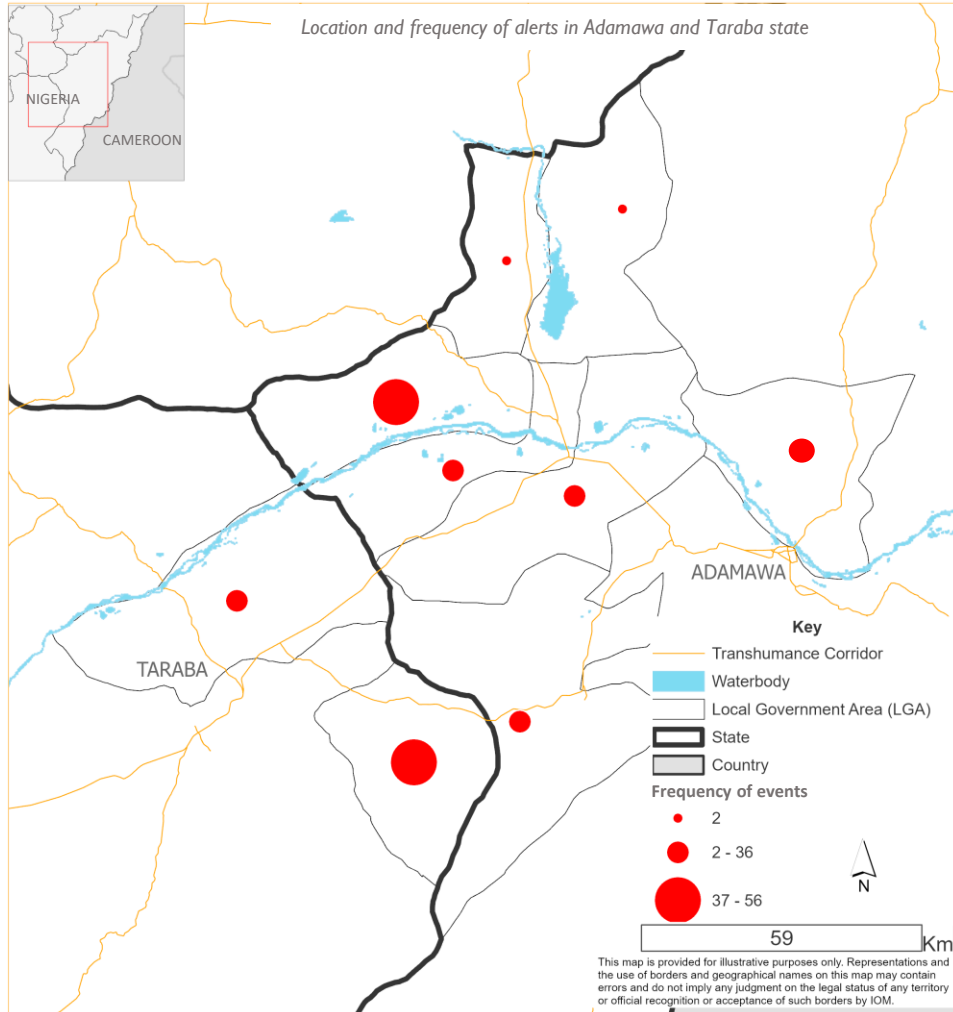 Location and frequency of alerts in Adamawa and Taraba state
NIGERIA
CAMEROON
ADAMAWA
TARABA
Key
Transhumance Corridor
Waterbody
Local Government Area (LGA)
State
Country
Frequency of events
2
2 - 36
37 - 56
N
59
Km
This map is provided for illustrative purposes only. Representations and
the use of borders and geographical names on this map may contain
errors and do not imply any judgment on the legal status of any territory
or official recognition or acceptance of such borders by IOM.